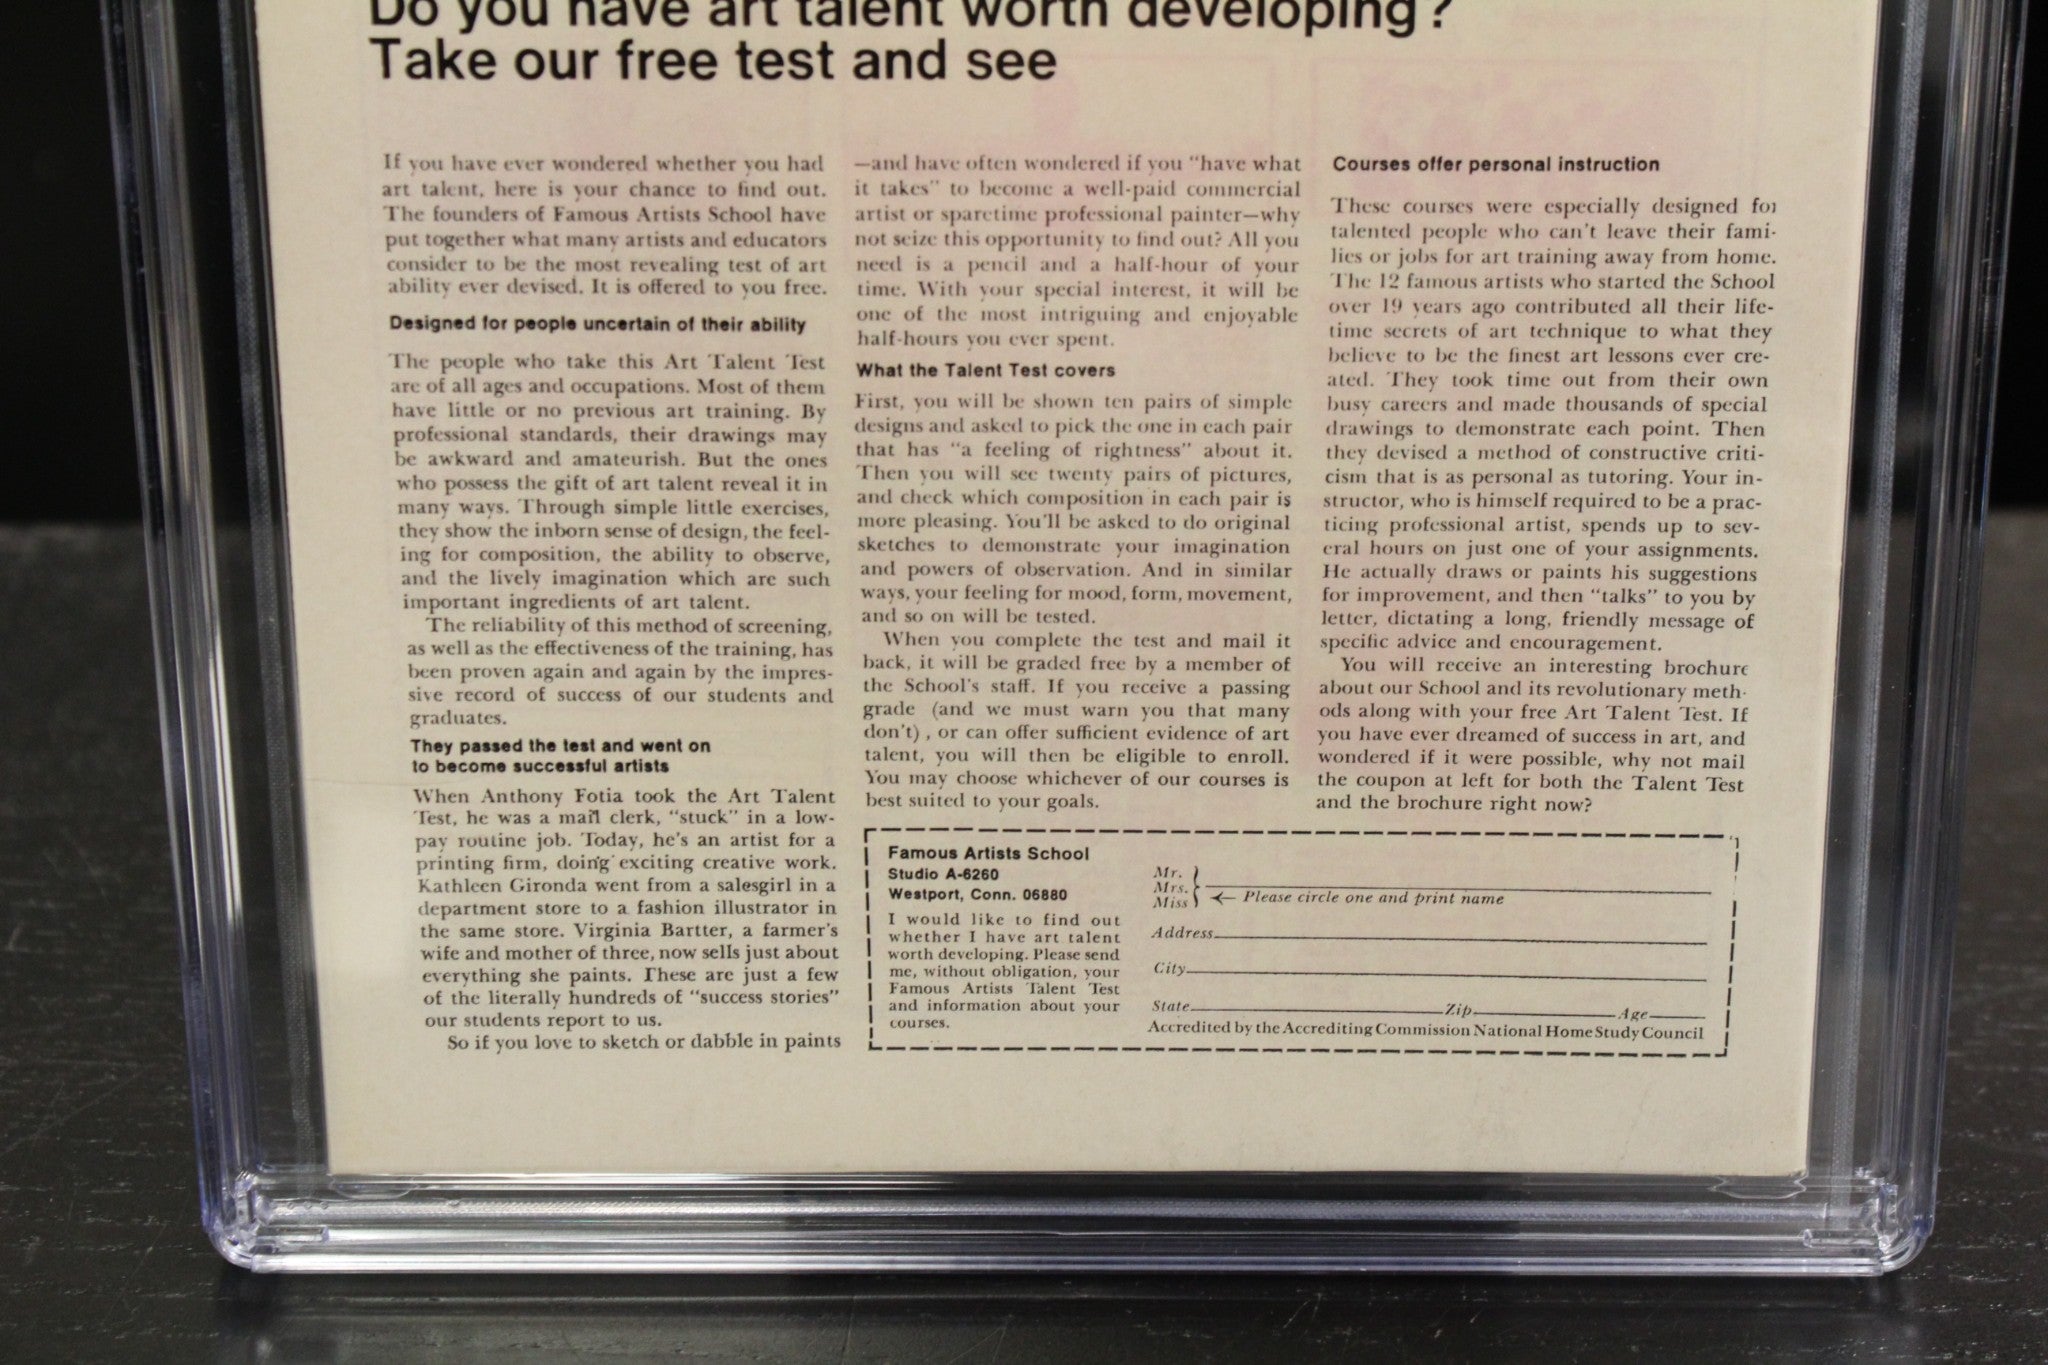 Do you have art talent worth developing?
Take our free test and see
If you have ever wondered whether you had
art talent, here is your chance to find out.
The founders of Famous Artists School have
put together what many artists and educators
consider to be the most revealing test of art
ability ever devised. It is offered to you free.
Designed for people uncertain of their ability
The people who take this Art Talent Test
are of all ages and occupations. Most of them
have little or no previous art training. By
professional standards, their drawings may
be awkward and amateurish. But the ones
who possess the gift of art talent reveal it in
many ways. Through simple little exercises,
they show the inborn sense of design, the feel-
ing for composition, the ability to observe,
and the lively imagination which are such
important ingredients of art talent.
The reliability of this method of screening,
as well as the effectiveness of the training, has
been proven again and again by the impres-
sive record of success of our students and
graduates.
They passed the test and went on
to become successful artists
When Anthony Fotia took the Art Talent
Test, he was a mail clerk, "stuck" in a low-
pay routine job. Today, he's an artist for a
printing firm, doing exciting creative work.
Kathleen Gironda went from a salesgirl in a
department store to a fashion illustrator in
the same store. Virginia Bartter, a farmer's
wife and mother of three, now sells just about
everything she paints. These are just a few
of the literally hundreds of "success stories"
our students report to us.
So if you love to sketch or dabble in paints
—and have often wondered if you "have what
it takes" to become a well-paid commercial
artist or sparetime professional painter—why
not seize this opportunity to find out? All you
need is a pencil and a half-hour of your
time. With your special interest, it will be
one of the most intriguing and enjoyable
half-hours you ever spent.
What the Talent Test covers
First, you will be shown ten pairs of simple
designs and asked to pick the one in each pair
that has "a feeling of rightness" about it.
Then you will see twenty pairs of pictures,
and check which composition in each pair is
more pleasing. You'll be asked to do original
sketches to demonstrate your imagination
and powers of observation. And in similar
ways, your feeling for mood, form, movement,
and so on will be tested.
When you complete the test and mail it
back, it will be graded free by a member of
the School's staff. If you receive a passing
grade (and we must warn you that many
don't), or can offer sufficient evidence of art
talent, you will then be eligible to enroll.
You may choose whichever of our courses is
best suited to your goals.
Courses offer personal instruction
These courses were especially designed for
talented people who can't leave their fami-
lies or jobs for art training away from home.
The 12 famous artists who started the School
over 19 years ago contributed all their life-
time secrets of art technique to what they
believe to be the finest art lessons ever cre-
ated. They took time out from their own
busy careers and made thousands of special
drawings to demonstrate each point. Then
they devised a method of constructive criti-
cism that is as personal as tutoring. Your in-
structor, who is himself required to be a prac-
ticing professional artist, spends up to sev-
eral hours on just one of your assignments.
He actually draws or paints his suggestions
for improvement, and then "talks" to you by
letter, dictating a long, friendly message of
specific advice and encouragement.
You will receive an interesting brochure
about our School and its revolutionary meth-
ods along with your free Art Talent Test. If
you have ever dreamed of success in art, and
wondered if it were possible, why not mail
the coupon at left for both the Talent Test
and the brochure right now?
Famous Artists School
Studio A-6260
Westport, Conn. 06880
I would like to find out
whether I have art talent
worth developing. Please send
me, without obligation, your
Famous Artists Talent Test
and information about your
courses.
Mr.
Mrs.
Miss
Please circle one and print name
Address
City
State Zip Age
Accredited by the Accrediting Commission National Home Study Council